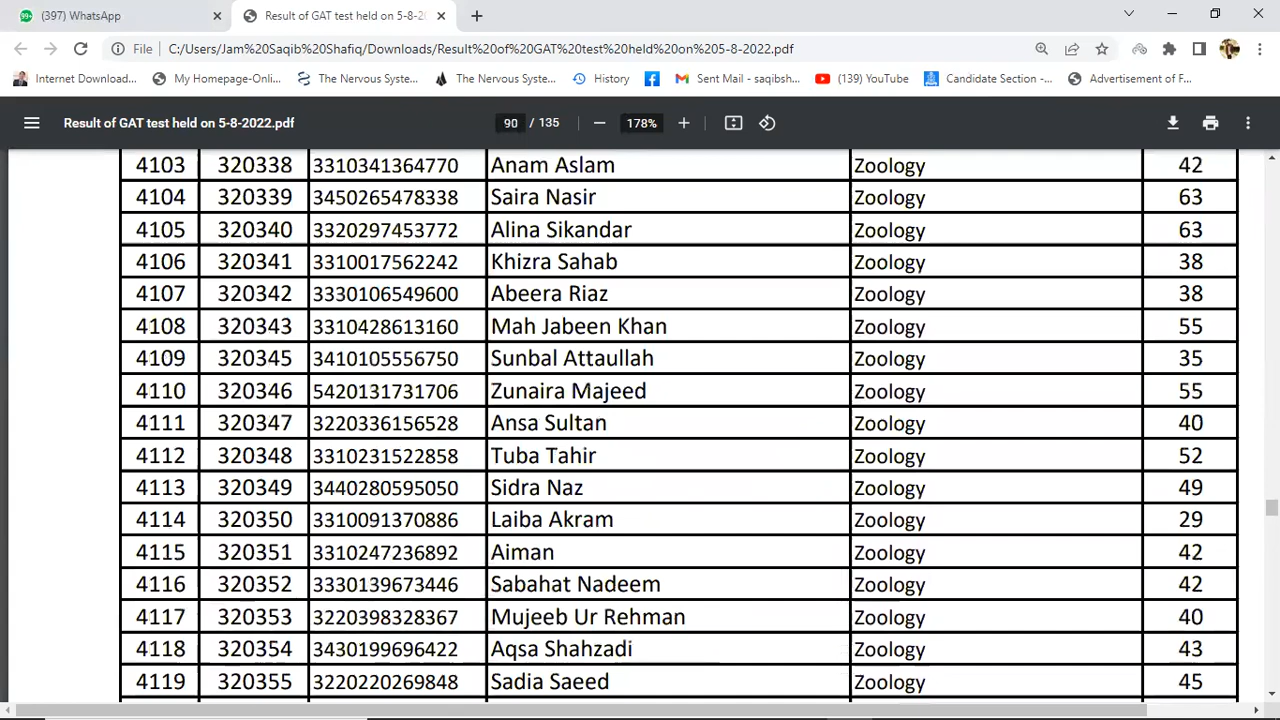 99+ (397) WhatsApp
Result of GAT test held on 5-8-20
File C:/Users/Jam%20Saqib%20Shafiq/Downloads/Result%20of%20GAT%20test%20held%20on%205-8-2022.pdf
Internet Download... My Homepage-Onli... The Nervous Syste... The Nervous Syste... History Sent Mail - saqibsh... (139) YouTube Candidate Section -... Advertisement of F...
Result of GAT test held on 5-8-2022.pdf 90 / 135 178%
4103 320338 3310341364770 Anam Aslam Zoology 42
4104 320339 3450265478338 Saira Nasir Zoology 63
4105 320340 3320297453772 Alina Sikandar Zoology 63
4106 320341 3310017562242 Khizra Sahab Zoology 38
4107 320342 3330106549600 Abeera Riaz Zoology 38
4108 320343 3310428613160 Mah Jabeen Khan Zoology 55
4109 320345 3410105556750 Sunbal Attaullah Zoology 35
4110 320346 5420131731706 Zunaira Majeed Zoology 55
4111 320347 3220336156528 Ansa Sultan Zoology 40
4112 320348 3310231522858 Tuba Tahir Zoology 52
4113 320349 3440280595050 Sidra Naz Zoology 49
4114 320350 3310091370886 Laiba Akram Zoology 29
4115 320351 3310247236892 Aiman Zoology 42
4116 320352 3330139673446 Sabahat Nadeem Zoology 42
4117 320353 3220398328367 Mujeeb Ur Rehman Zoology 40
4118 320354 3430199696422 Aqsa Shahzadi Zoology 43
4119 320355 3220220269848 Sadia Saeed Zoology 45